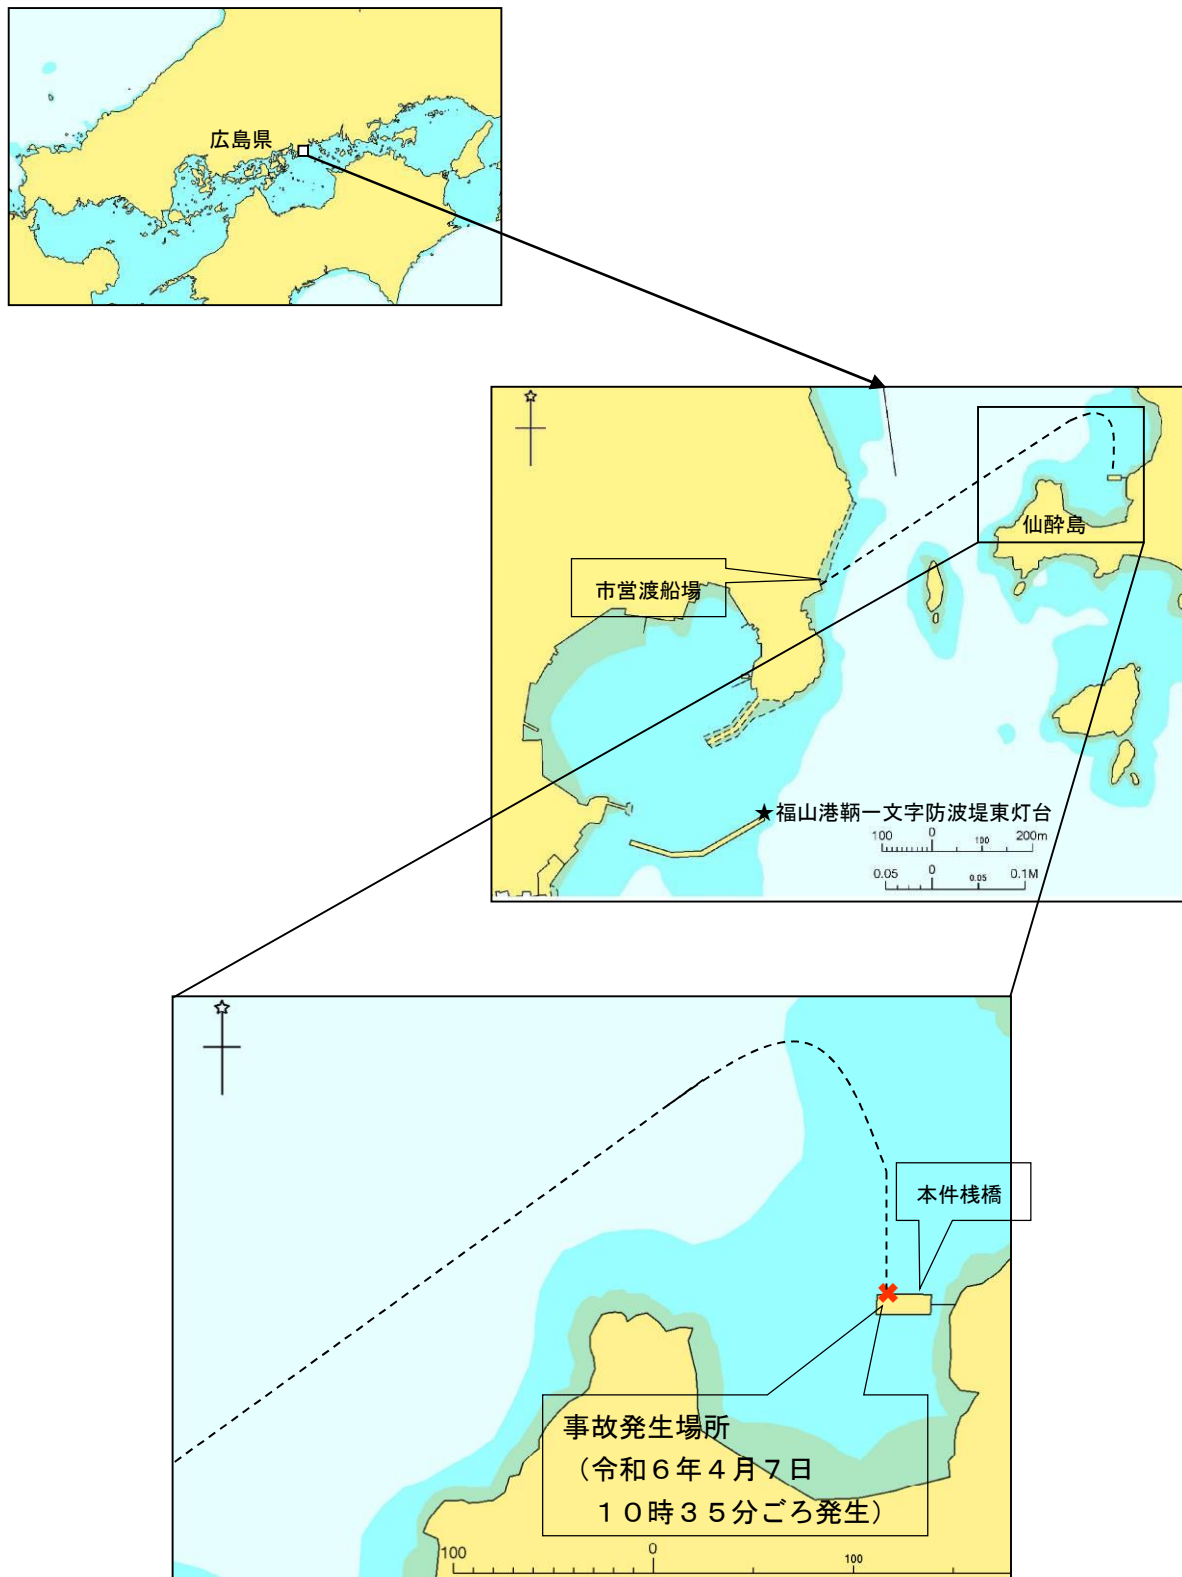 広島県
仙酔島
市営渡船場
★福山港鞆一文字防波堤東灯台
100 0 100 200m
0.05 0 0.05 0.1M
本件桟橋
事故発生場所
（令和６年４月７日
１０時３５分ごろ発生）
100 0 100